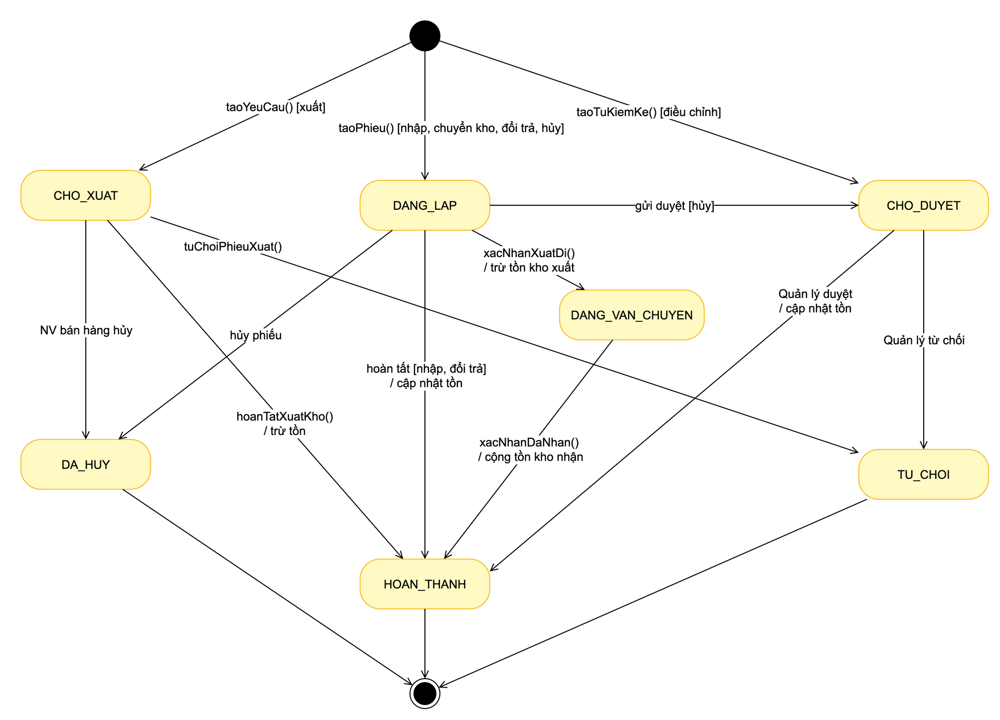 taoYeuCau() [xuất]
taoTuKiemKe() [điều chỉnh]
taoPhieu() [nhập, chuyển kho, đổi trả, hủy]
CHO_XUAT
DANG_LAP
gửi duyệt [hủy]
CHO_DUYET
tuChoiPhieuXuat()
xacNhanXuatDi()
/ trừ tồn kho xuất
Quản lý duyệt
/ cập nhật tồn
DANG_VAN_CHUYEN
NV bán hàng hủy
hủy phiếu
Quản lý từ chối
hoàn tất [nhập, đổi trả]
/ cập nhật tồn
hoanTatXuatKho()
/ trừ tồn
xacNhanDaNhan()
/ cộng tồn kho nhận
DA_HUY
TU_CHOI
HOAN_THANH